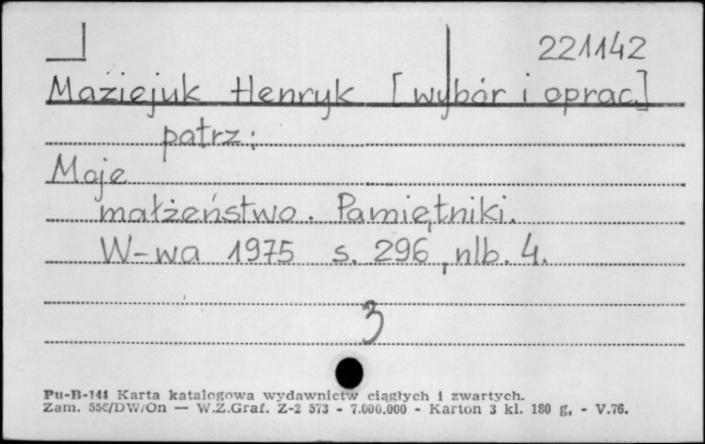 221142
Maziejuk Henryk [wybór i oprac.]
patrz:
Moje
małżeństwo. Pamiętniki.
W-wa 1975 s. 296, nlb. 4.
3
Pu-B-141 Karta katalogowa wydawnictw ciągłych i zwartych.
Zam. 556/DW/On — W.Z.Graf. Z-2 573 - 7.000.000 - Karton 3 kl. 180 g, - V.76.